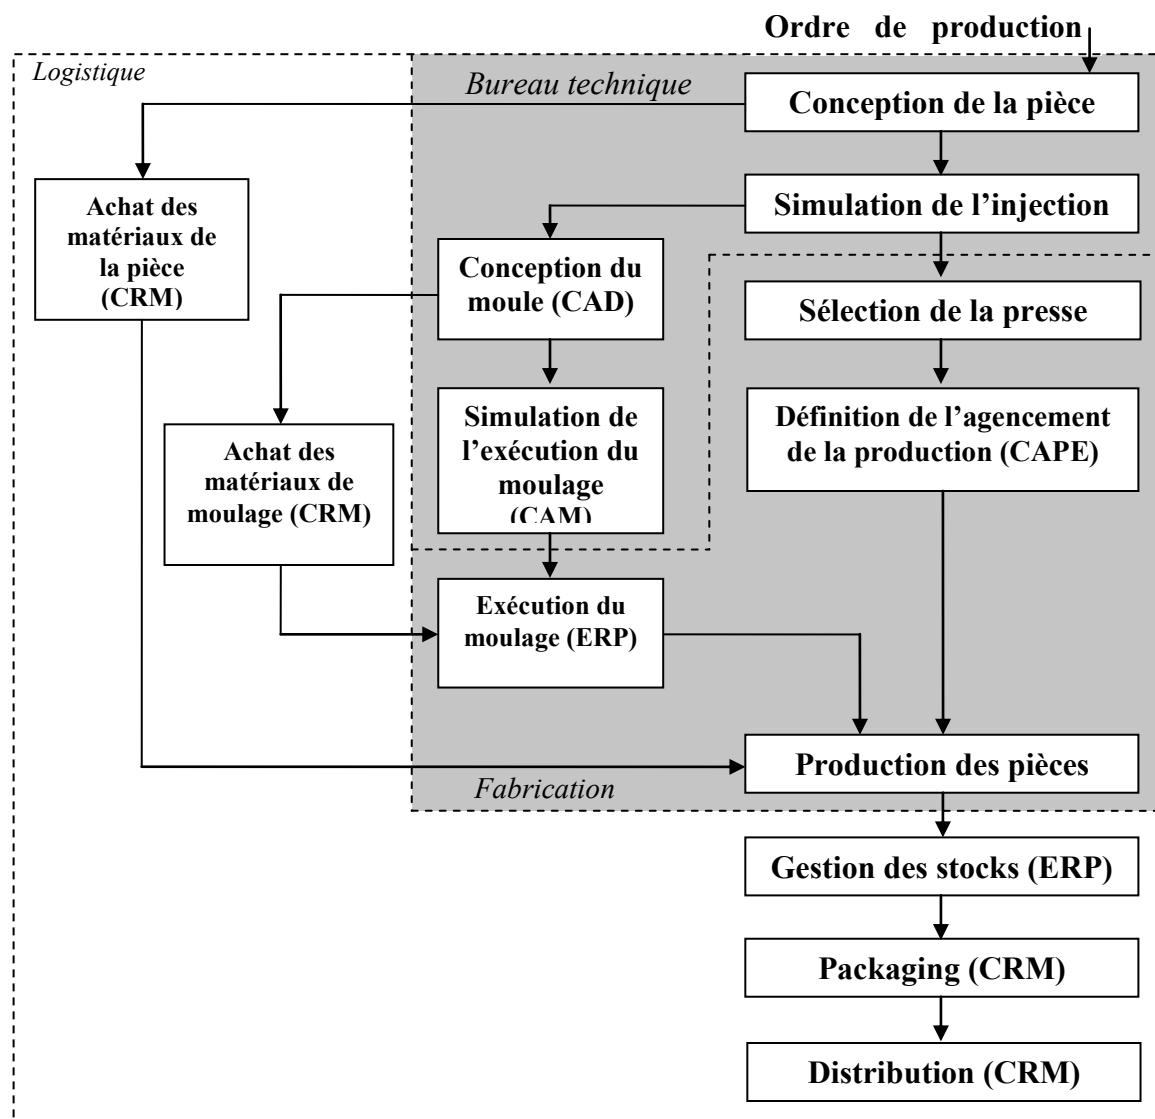 Ordre de production
Logistique
Bureau technique
Conception de la pièce
Achat des
matériaux de
la pièce
(CRM)
Simulation de l’injection
Conception du
moule (CAD)
Sélection de la presse
Achat des
matériaux de
moulage (CRM)
Simulation de
l’exécution du
moulage
(CAM)
Définition de l’agencement
de la production (CAPE)
Exécution du
moulage (ERP)
Production des pièces
Fabrication
Gestion des stocks (ERP)
Packaging (CRM)
Distribution (CRM)